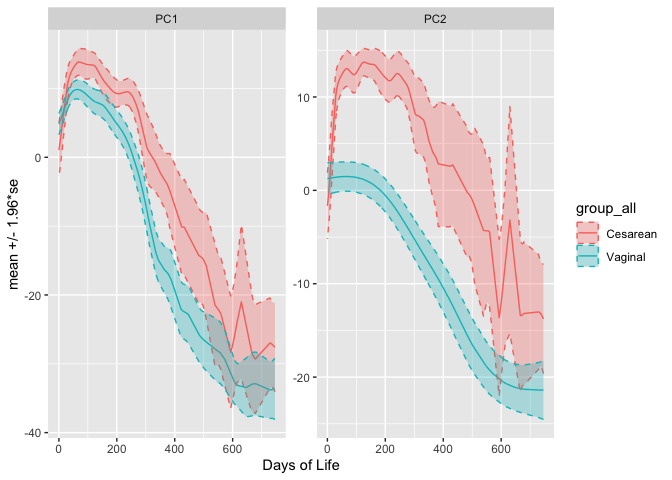 PC1 PC2
10
0
-20
-40
10
0
-10
-20
0 200 400 600
0 200 400 600
mean +/- 1.96*se
Days of Life
group_all
Cesarean
Vaginal